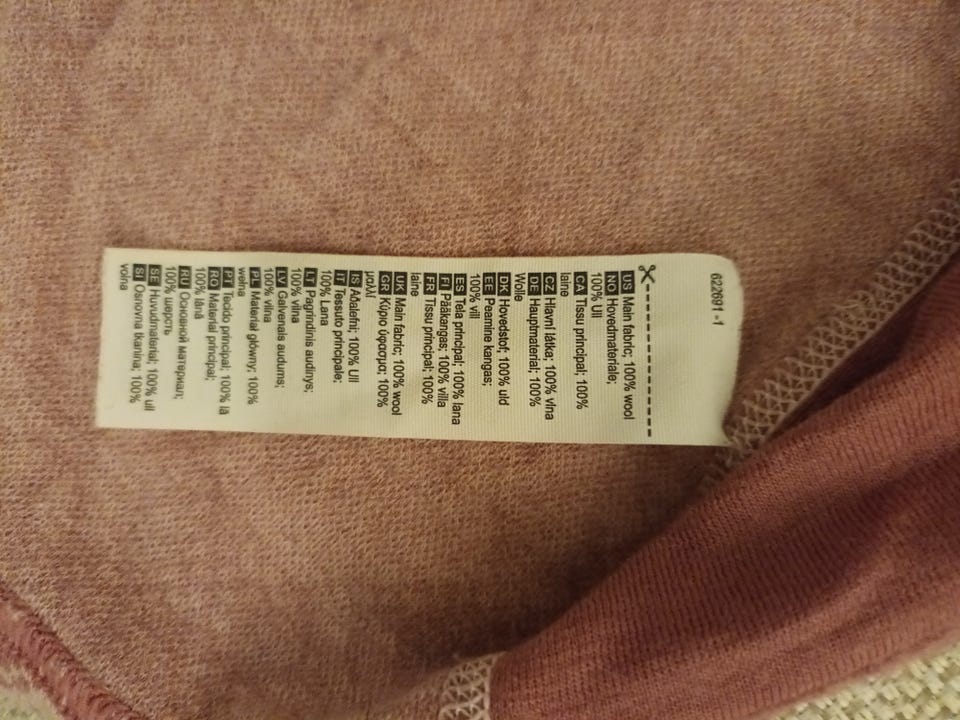 622691 -1
US Main fabric; 100% wool
NO Hovedmateriale;
100% Ull
CA Tissu principal; 100%
laine
CZ Hlavní látka; 100% vlna
DE Hauptmaterial; 100%
Wolle
DK Hovedstof; 100% uld
EE Peamine kangas;
100% vill
ES Tela principal; 100% lana
FI Pääkangas; 100% villa
FR Tissu principal; 100%
laine
UK Main fabric; 100% wool
GR Κύριο ύφασμα; 100%
μαλλί
IS Aðalefni; 100% Ull
IT Tessuto principale;
100% Lana
LT Pagrindinis audinys;
100% vilna
LV Galvenais audums;
100% vilna
PL Materiał główny; 100%
wełna
PT Tecido principal; 100% lã
RO Material principal;
100% lână
RU Основной материал;
100% шерсть
SE Huvudmaterial; 100% ull
SI Osnovna tkanina; 100%
volna